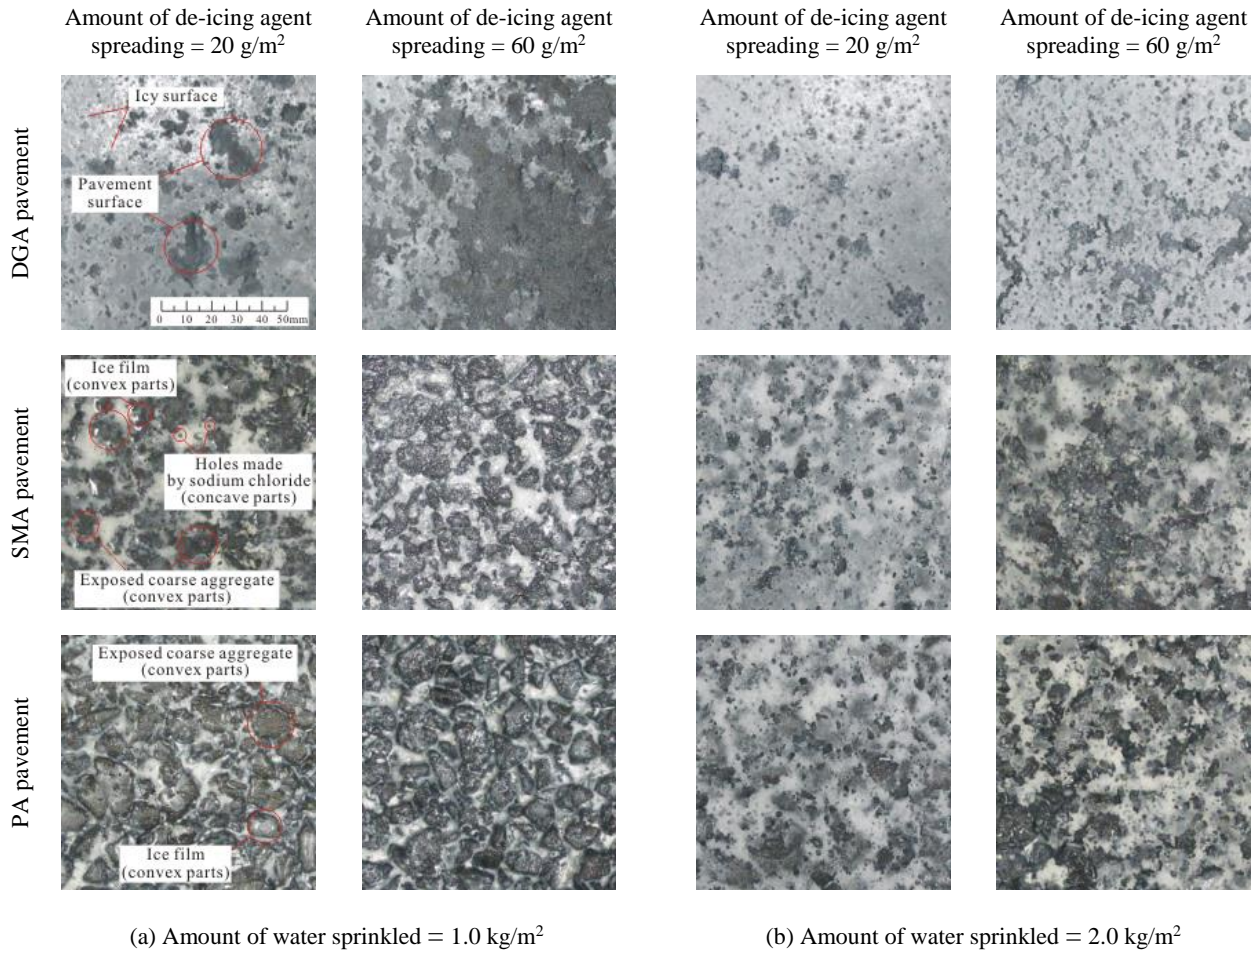 Amount of de-icing agent
spreading = 20 g/m²
Amount of de-icing agent
spreading = 60 g/m²
Amount of de-icing agent
spreading = 20 g/m²
Amount of de-icing agent
spreading = 60 g/m²
DGA pavement
Icy surface
Pavement
surface
0 10 20 30 40 50mm
SMA pavement
Ice film
(convex parts)
Holes made
by sodium chloride
(concave parts)
Exposed coarse aggregate
(convex parts)
PA pavement
Exposed coarse aggregate
(convex parts)
Ice film
(convex parts)
(a) Amount of water sprinkled = 1.0 kg/m²
(b) Amount of water sprinkled = 2.0 kg/m²